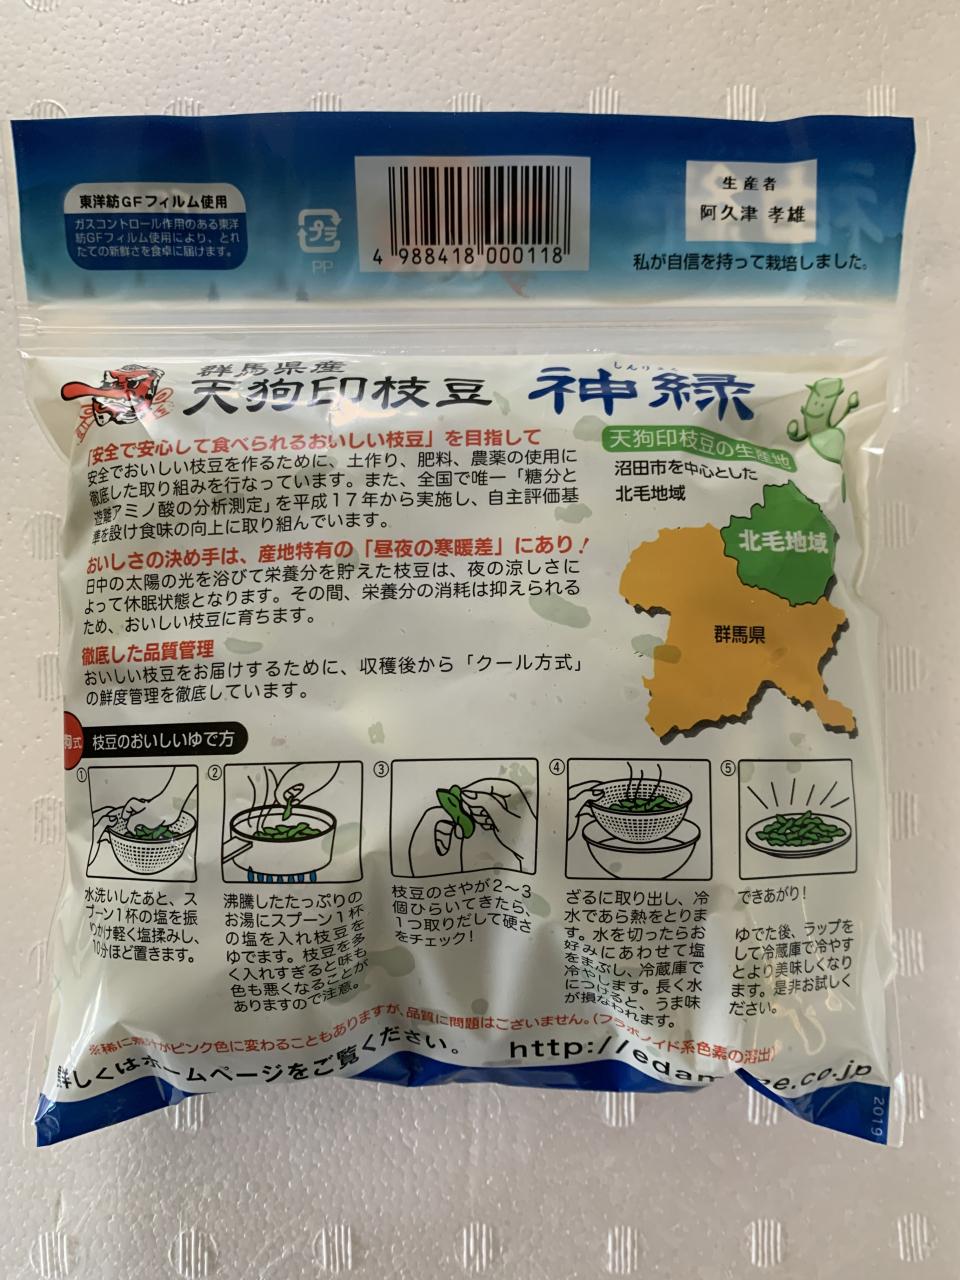 東洋紡GFフィルム使用
ガスコントロール作用のある東洋
紡GFフィルム使用により、とれ
たての新鮮さを食卓に届けます。
プラ
PP
4 988418 000118
生産者
阿久津 孝雄
私が自信を持って栽培しました。
群馬県産
天狗印枝豆
神緑
「安全で安心して食べられるおいしい枝豆」を目指して
安全でおいしい枝豆を作るために、土作り、肥料、農薬の使用に
徹底した取り組みを行なっています。また、全国で唯一「糖分と
遊離アミノ酸の分析測定」を平成17年から実施し、自主評価基
準を設け食味の向上に取り組んでいます。
おいしさの決め手は、産地特有の「昼夜の寒暖差」にあり!
日中の太陽の光を浴びて栄養分を貯えた枝豆は、夜の涼しさに
よって休眠状態となります。その間、栄養分の消耗は抑えられる
ため、おいしい枝豆に育ちます。
徹底した品質管理
おいしい枝豆をお届けするために、収穫後から「クール方式」
の鮮度管理を徹底しています。
天狗印枝豆の生産地
沼田市を中心とした
北毛地域
北毛地域
群馬県
式 枝豆のおいしいゆで方
①
水洗いしたあと、ス
プーン1杯の塩を振
りかけ軽く塩揉みし、
10分ほど置きます。
②
沸騰したたっぷりの
お湯にスプーン1杯
の塩を入れ枝豆を
ゆでます。枝豆を多
く入れすぎると味も
色も悪くなることが
ありますので注意。
③
枝豆のさやが2〜3
個ひらいてきたら、
1つ取りだして硬さ
をチェック!
④
ざるに取り出し、冷
水であら熱をとりま
す。水を切ったらお
好みにあわせて塩
をまぶし、冷蔵庫で
冷やします。長く水
につけると、うま味
が損なわれます。
⑤
できあがり!
ゆでた後、ラップを
して冷蔵庫で冷やす
とより美味しくなり
ます。是非お試しく
ださい。
※稀に煮汁がピンク色に変わることもありますが、品質に問題はございません。(フラボノイド系色素の溶出)
詳しくはホームページをご覧ください。 http://edam e.co.jp
2019